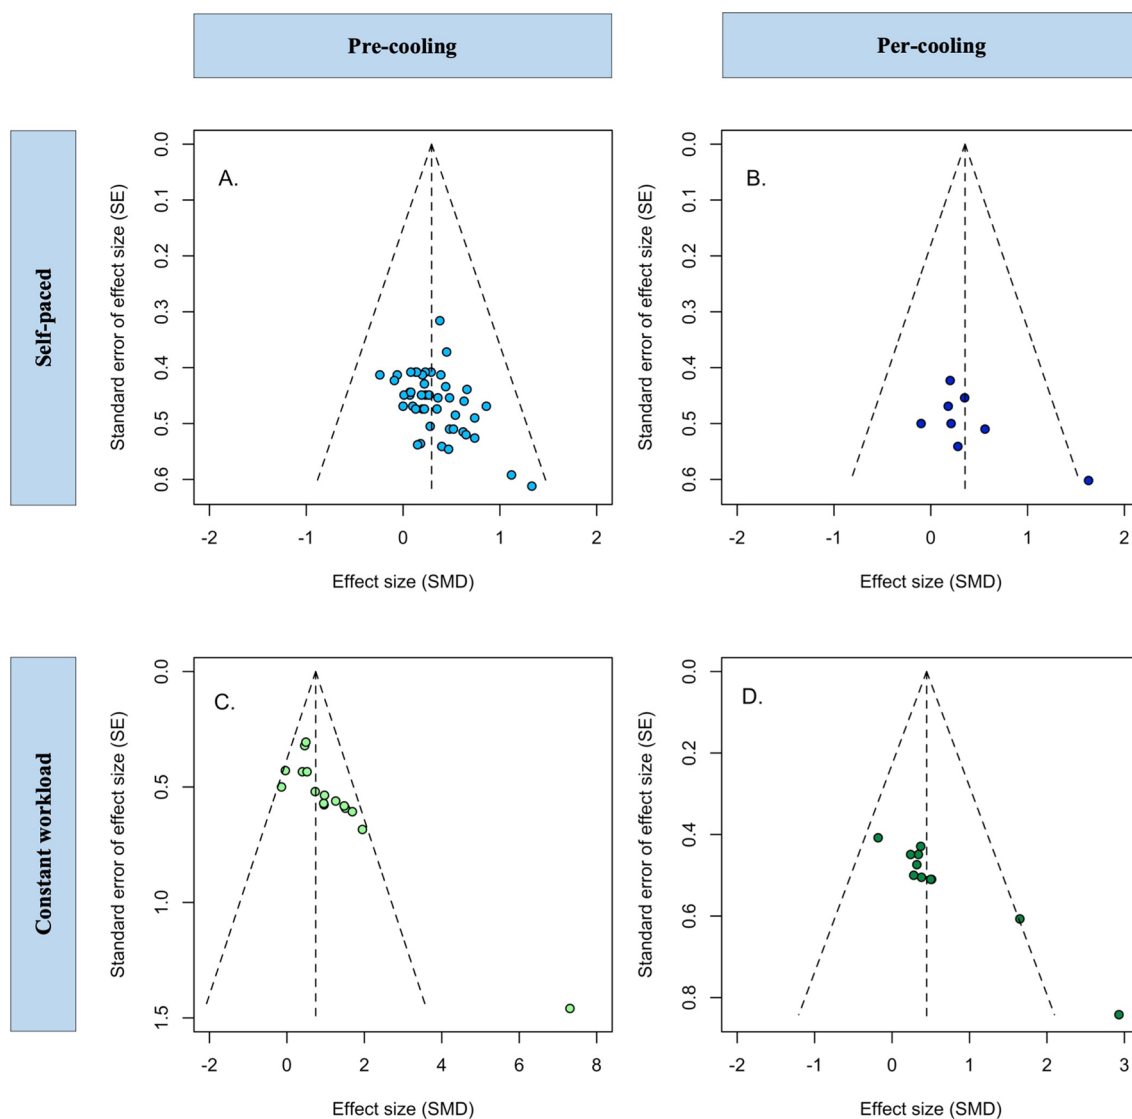 Pre-cooling
Per-cooling
Self-paced
Constant workload
A.
Standard error of effect size (SE)
0.0
0.1
0.2
0.3
0.4
0.5
0.6
-2 -1 0 1 2
Effect size (SMD)
B.
Standard error of effect size (SE)
0.0
0.1
0.2
0.3
0.4
0.5
0.6
-2 -1 0 1 2
Effect size (SMD)
C.
Standard error of effect size (SE)
0.0
0.5
1.0
1.5
-2 0 2 4 6 8
Effect size (SMD)
D.
Standard error of effect size (SE)
0.0
0.2
0.4
0.6
0.8
-2 -1 0 1 2 3
Effect size (SMD)